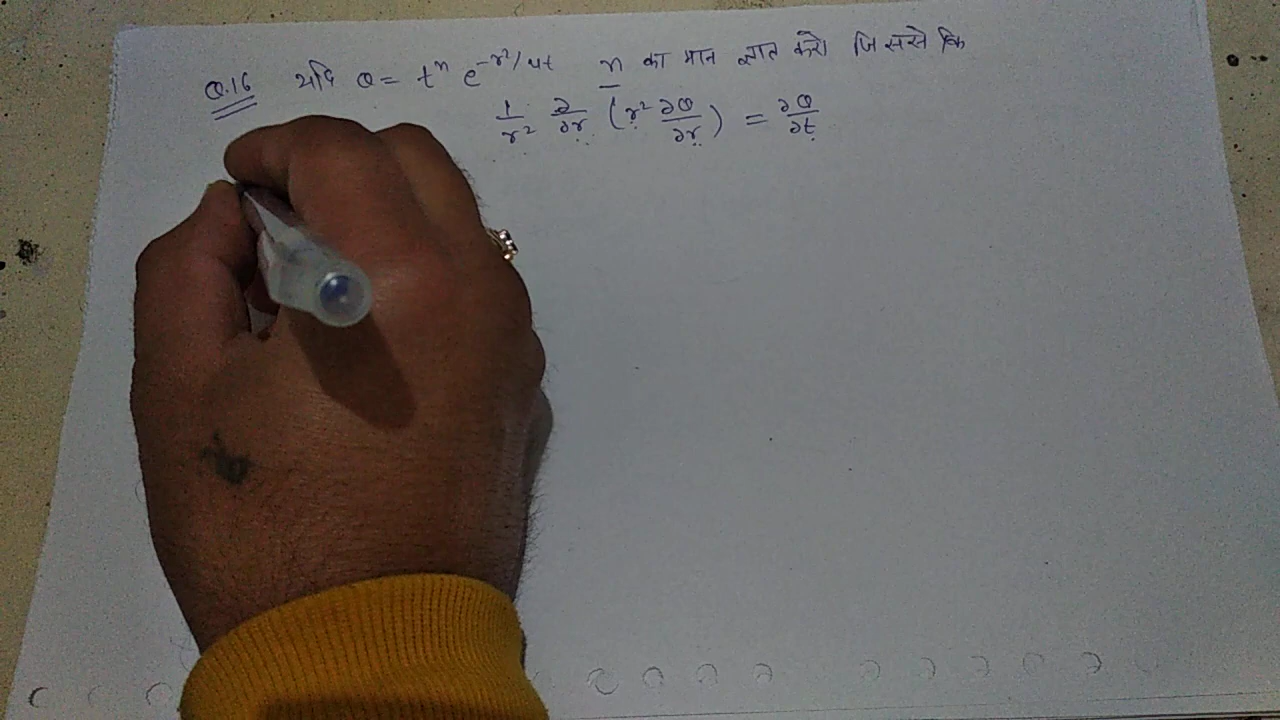 Q.16 यदि θ = tⁿ e^{-r²/4t} n का मान ज्ञात करो जिससे कि
1/r² ∂/∂r (r² ∂θ/∂r) = ∂θ/∂t